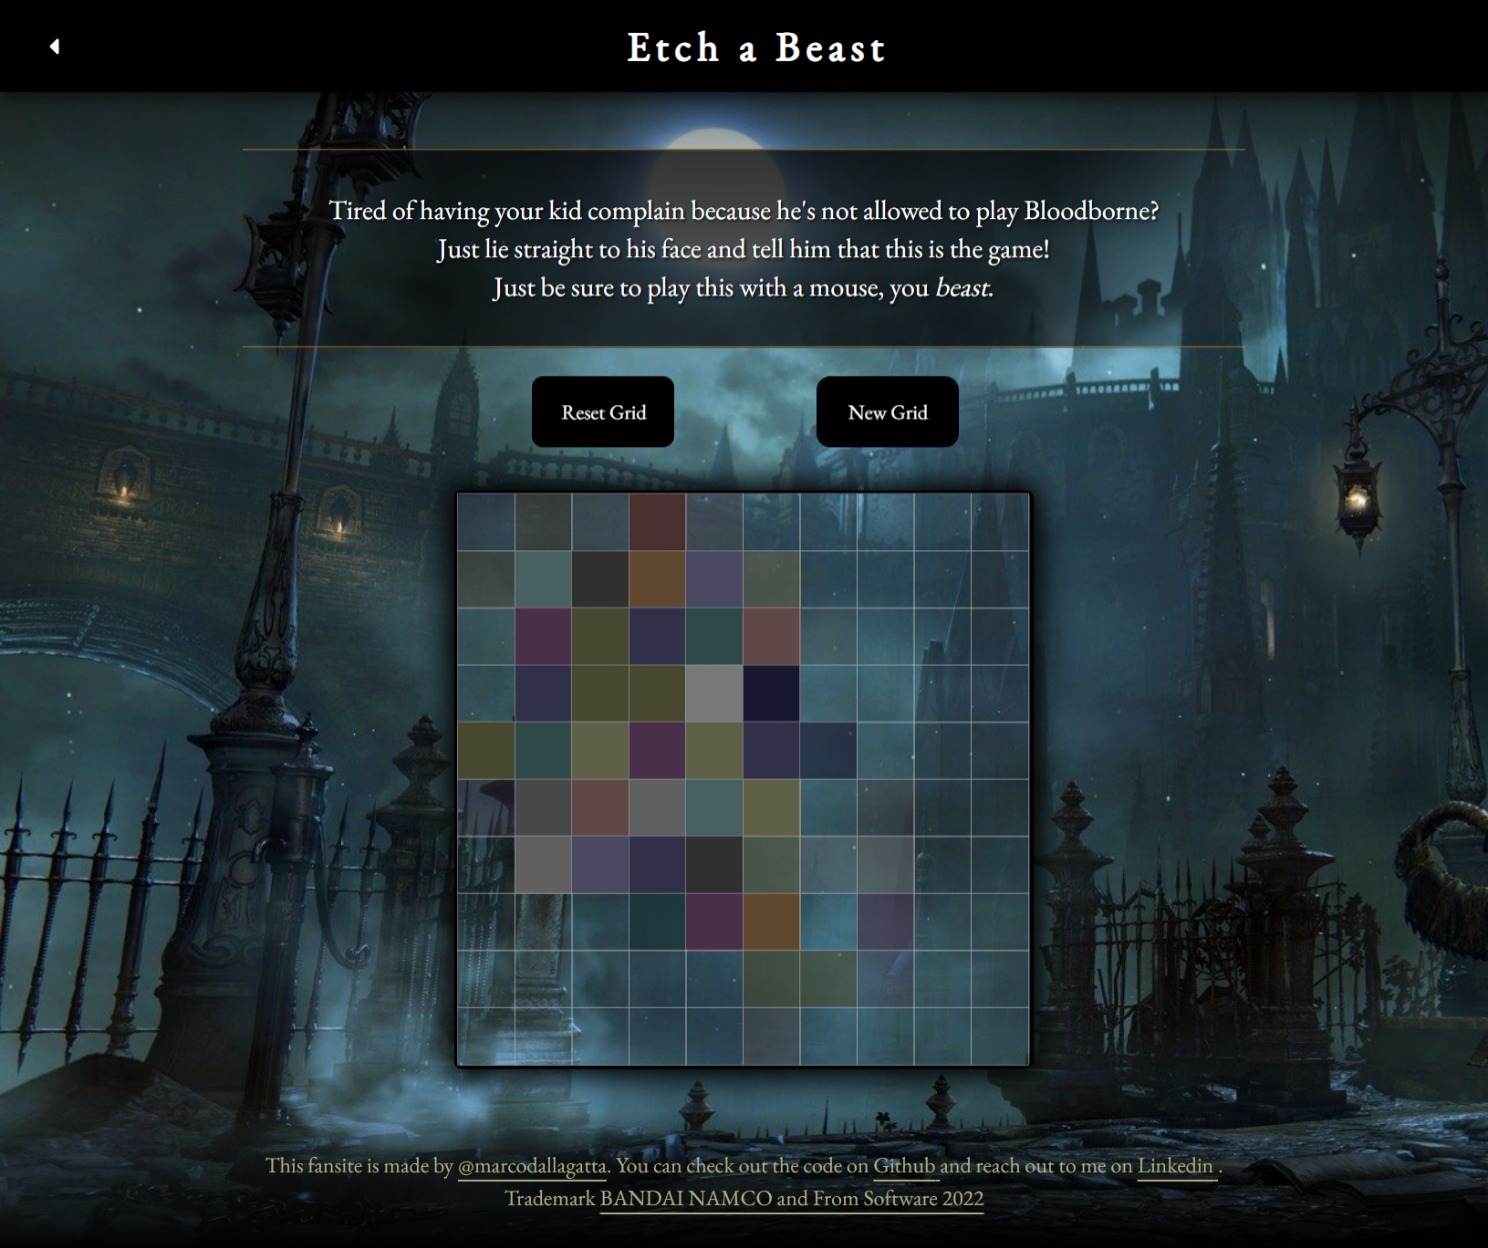 Etch a Beast
Tired of having your kid complain because he's not allowed to play Bloodborne?
Just lie straight to his face and tell him that this is the game!
Just be sure to play this with a mouse, you beast.
Reset Grid
New Grid
This fansite is made by @marcodallagatta. You can check out the code on Github and reach out to me on Linkedin .
Trademark BANDAI NAMCO and From Software 2022